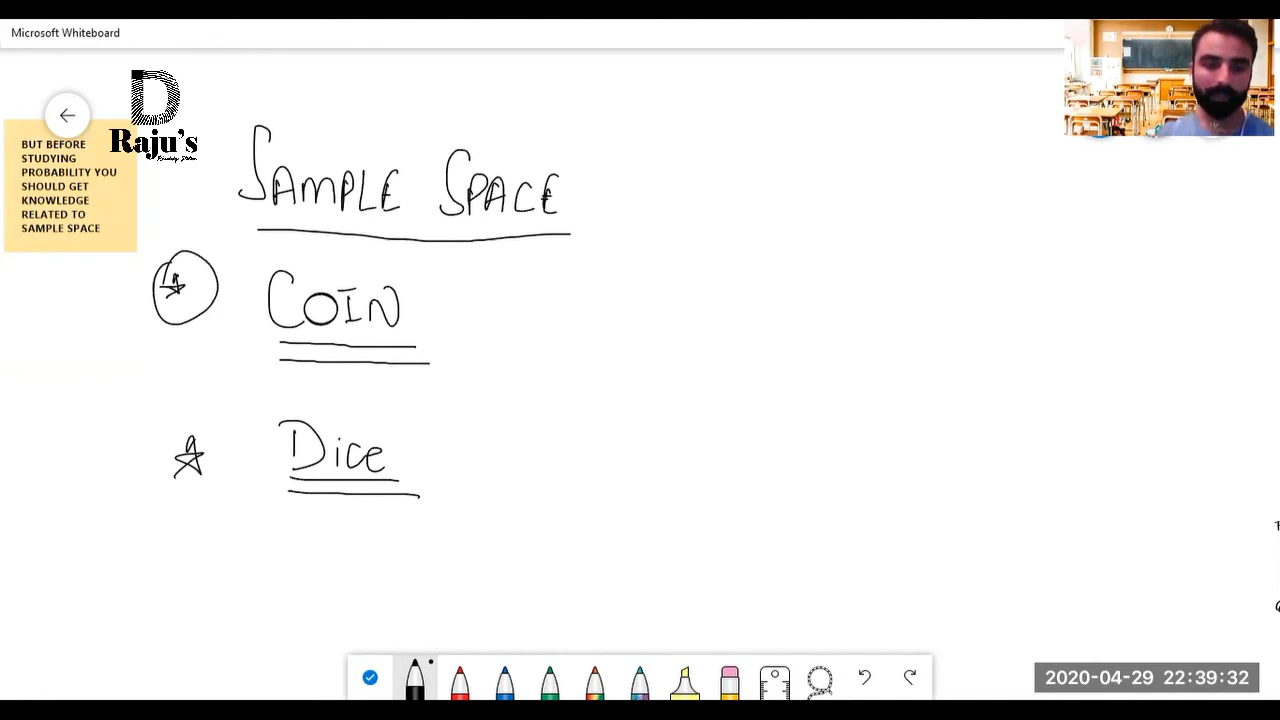 Microsoft Whiteboard
D
Raju's
BUT BEFORE
STUDYING
PROBABILITY YOU
SHOULD GET
KNOWLEDGE
RELATED TO
SAMPLE SPACE
SAMPLE SPACE
COIN
Dice
2020-04-29 22:39:32